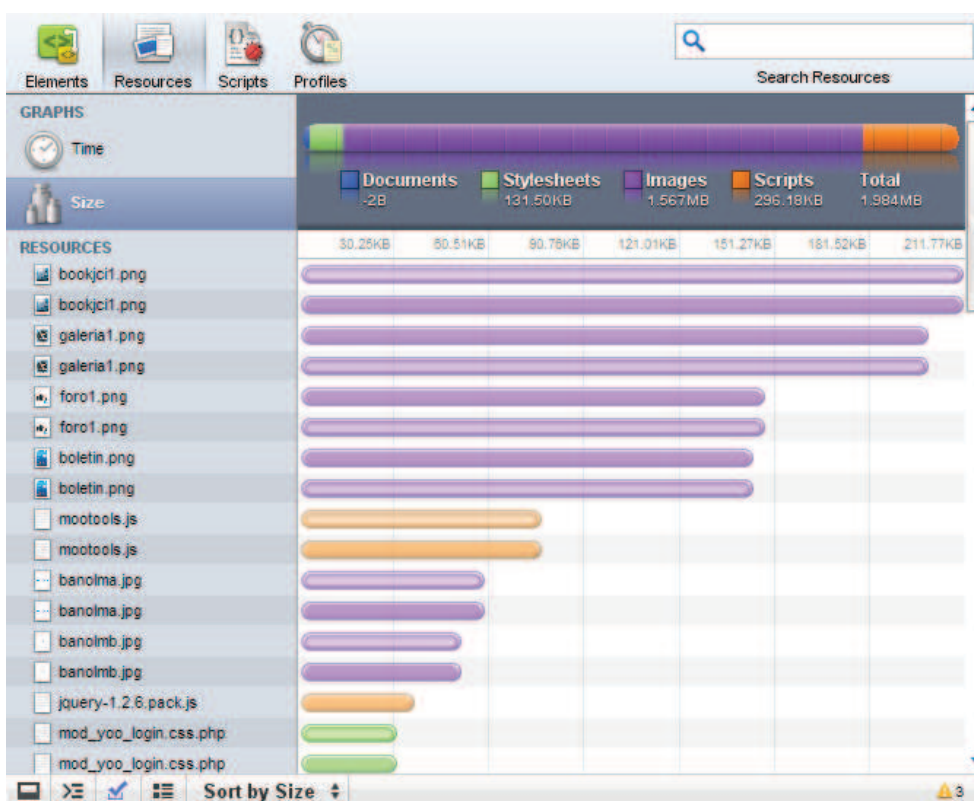 Elements Resources Scripts Profiles Search Resources
GRAPHS
Time
Size
Documents Stylesheets Images Scripts Total
-2B 131.50KB 1.567MB 296.18KB 1.984MB
RESOURCES
30.25KB 60.51KB 90.76KB 121.01KB 151.27KB 181.52KB 211.77KB
bookjci1.png
bookjci1.png
galeria1.png
galeria1.png
foro1.png
foro1.png
boletin.png
boletin.png
mootools.js
mootools.js
banolma.jpg
banolma.jpg
banolmb.jpg
banolmb.jpg
jquery-1.2.6.pack.js
mod_yoo_login.css.php
mod_yoo_login.css.php
Sort by Size 3